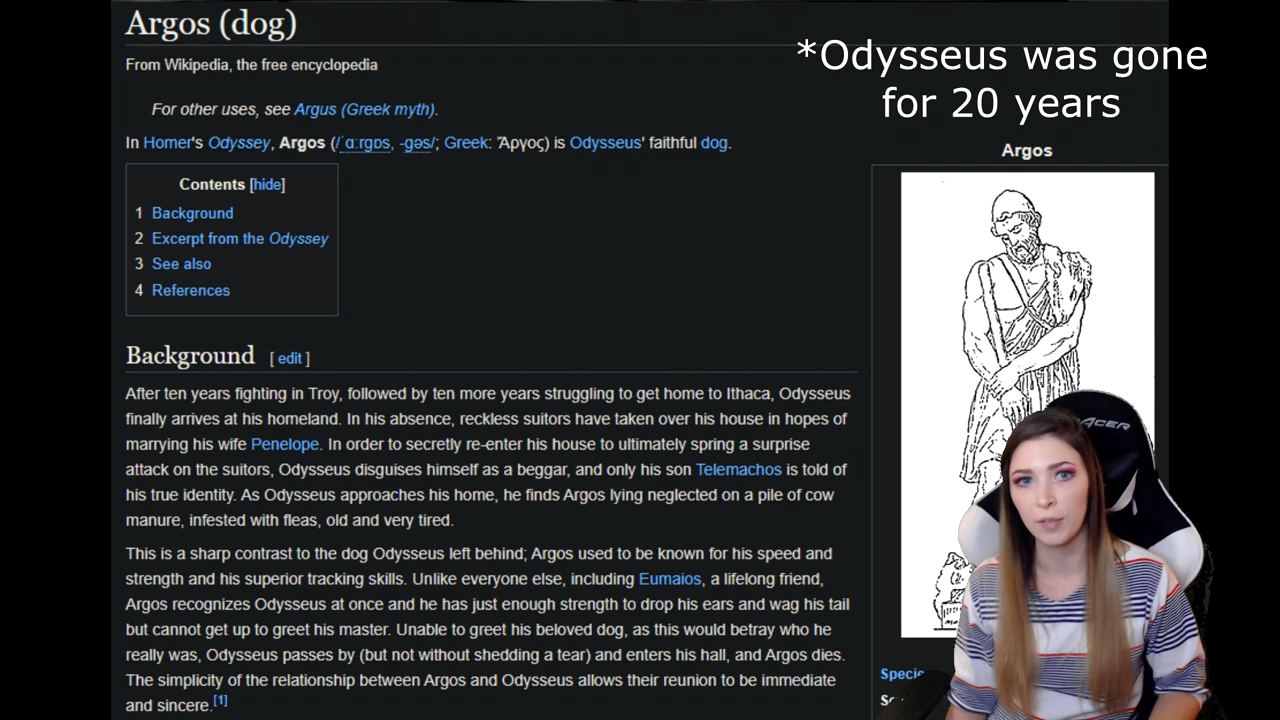 Argos (dog)
*Odysseus was gone
for 20 years
From Wikipedia, the free encyclopedia
For other uses, see Argus (Greek myth).
In Homer's Odyssey, Argos (/ˈɑːrɡɒs, -ɡəs/; Greek: Ἄργος) is Odysseus' faithful dog.
Contents [hide]
1 Background
2 Excerpt from the Odyssey
3 See also
4 References
Argos
Background [ edit ]
After ten years fighting in Troy, followed by ten more years struggling to get home to Ithaca, Odysseus
finally arrives at his homeland. In his absence, reckless suitors have taken over his house in hopes of
marrying his wife Penelope. In order to secretly re-enter his house to ultimately spring a surprise
attack on the suitors, Odysseus disguises himself as a beggar, and only his son Telemachos is told of
his true identity. As Odysseus approaches his home, he finds Argos lying neglected on a pile of cow
manure, infested with fleas, old and very tired.
This is a sharp contrast to the dog Odysseus left behind; Argos used to be known for his speed and
strength and his superior tracking skills. Unlike everyone else, including Eumaios, a lifelong friend,
Argos recognizes Odysseus at once and he has just enough strength to drop his ears and wag his tail
but cannot get up to greet his master. Unable to greet his beloved dog, as this would betray who he
really was, Odysseus passes by (but not without shedding a tear) and enters his hall, and Argos dies.
The simplicity of the relationship between Argos and Odysseus allows their reunion to be immediate
and sincere.[1]
ACER
Specie